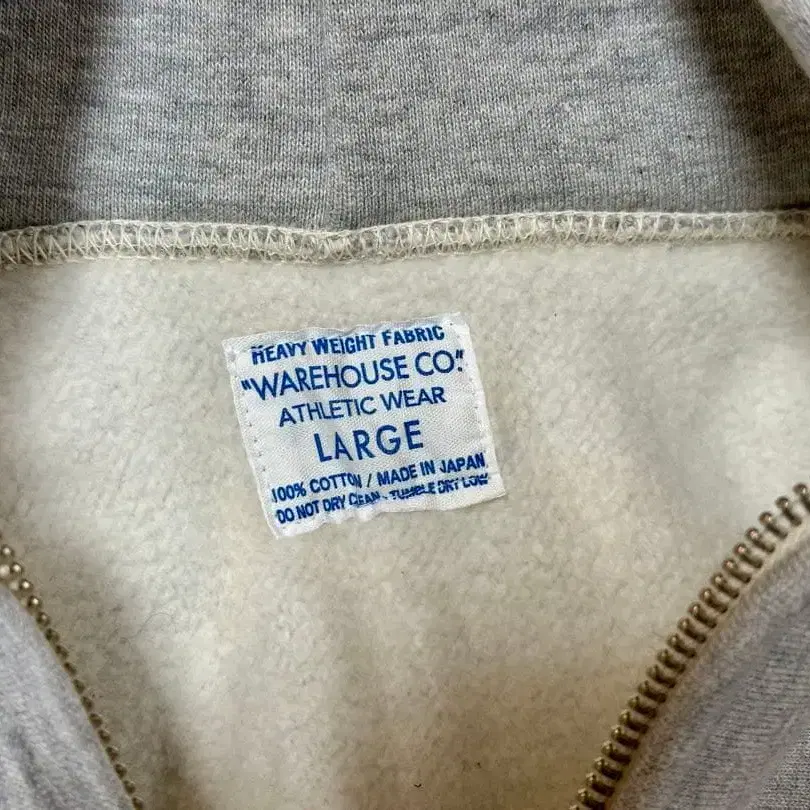 HEAVY WEIGHT FABRIC
"WAREHOUSE CO."
ATHLETIC WEAR
LARGE
100% COTTON / MADE IN JAPAN
DO NOT DRY CLEAN - TUMBLE DRY LOW